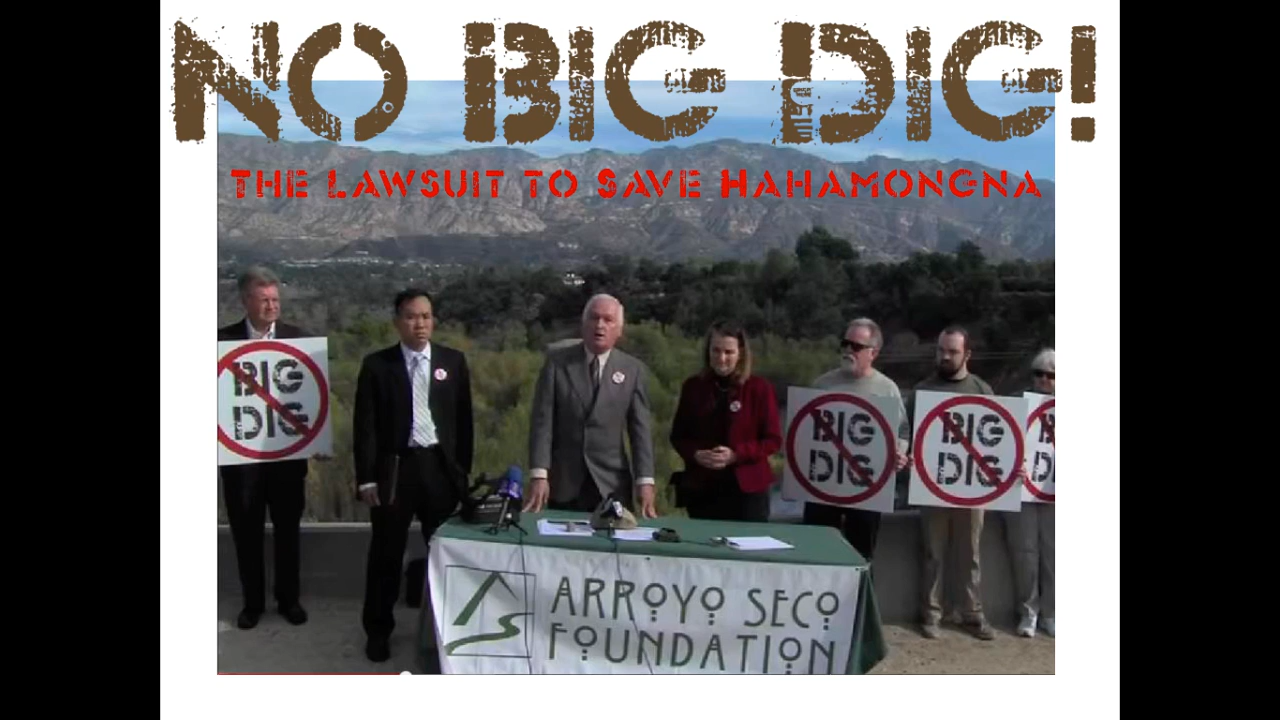 NO BIG DIG!
THE LAWSUIT TO SAVE HAHAMONGNA
BIG
DIG
BIG
DIG
BIG
DIG
ARROYO SECO
FOUNDATION